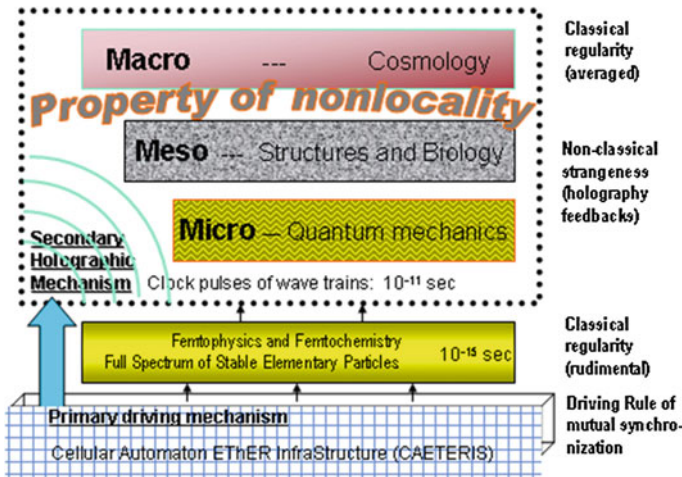 Macro --- Cosmology
Classical
regularity
(averaged)
Property of nonlocality
Meso --- Structures and Biology
Non-classical
strangeness
(holography
feedbacks)
Micro — Quantum mechanics
Secondary
Holographic
Mechanism
Clock pulses of wave trains: 10⁻¹¹ sec
Femtophysics and Femtochemistry
Full Spectrum of Stable Elementary Particles
10⁻¹⁵ sec
Classical
regularity
(rudimental)
Primary driving mechanism
Cellular Automaton EThER InfraStructure (CAETERIS)
Driving Rule of
mutual synchro-
nization